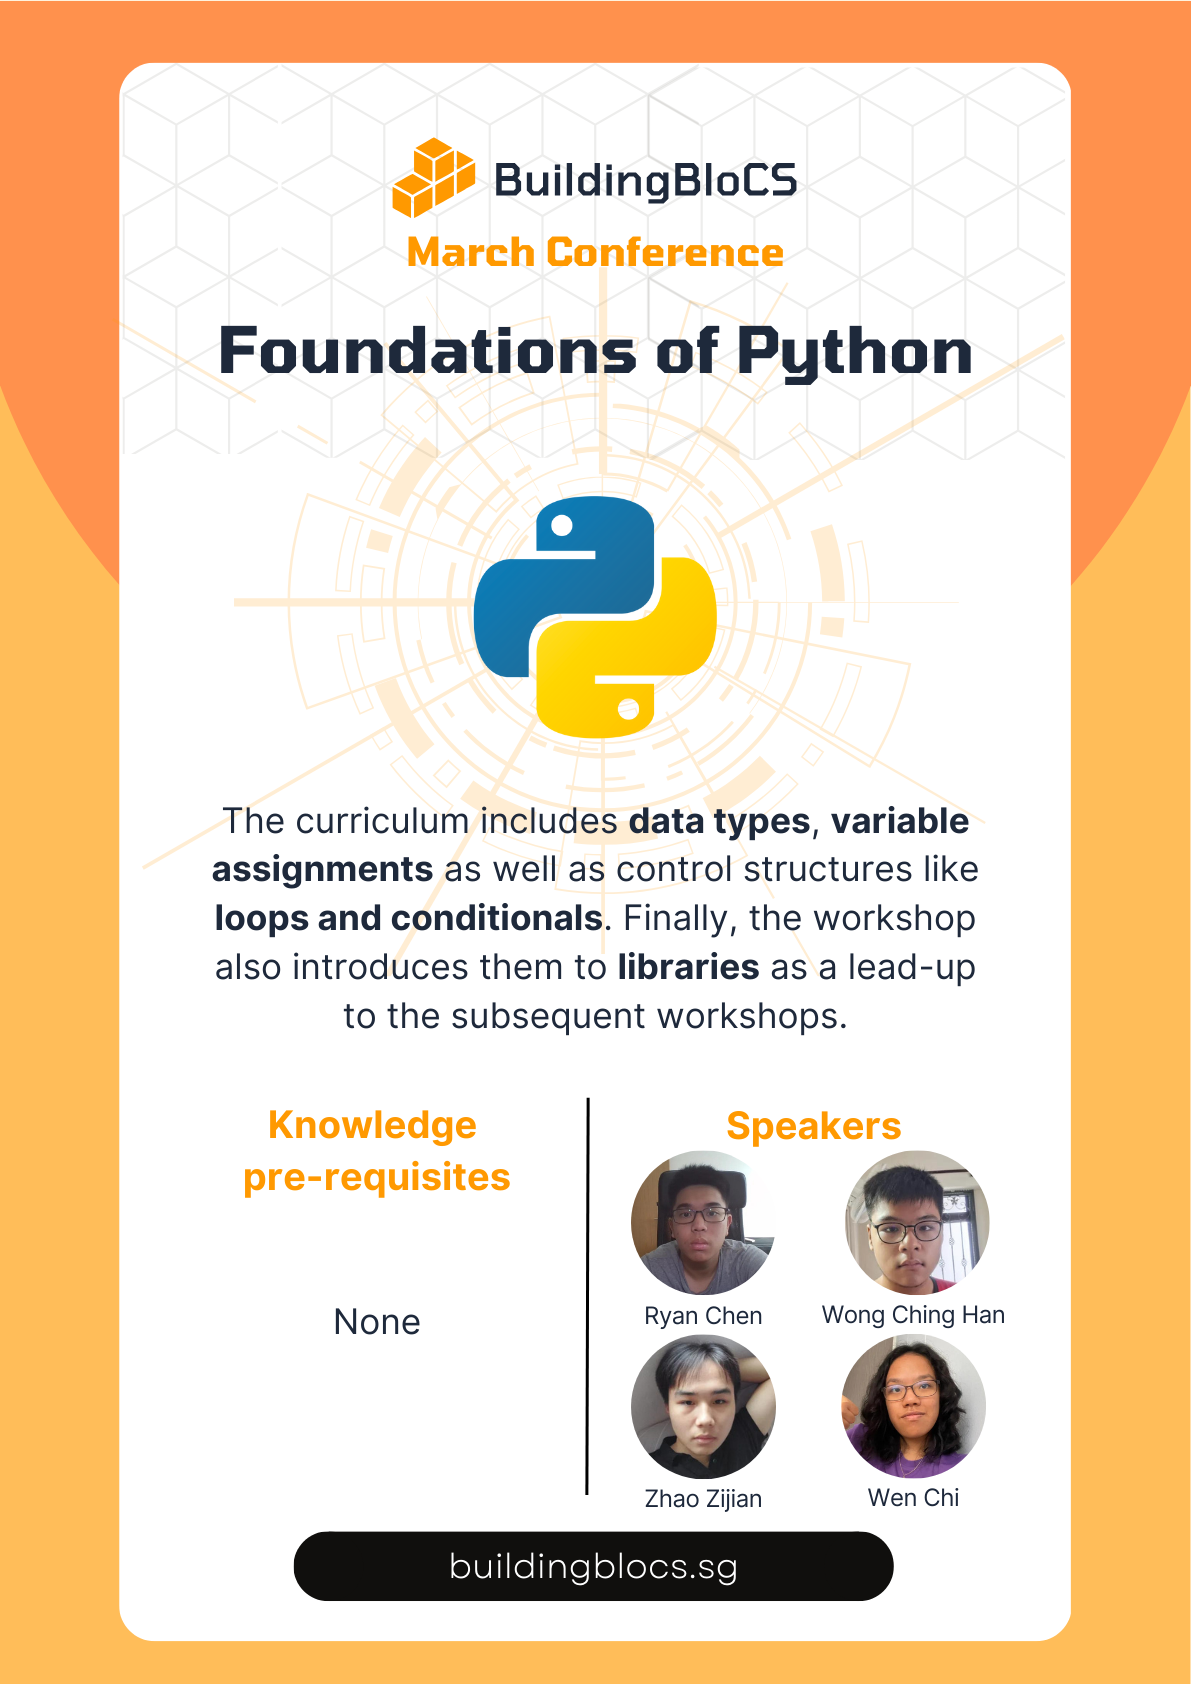 BuildingBloCS
March Conference
Foundations of Python
The curriculum includes data types, variable
assignments as well as control structures like
loops and conditionals. Finally, the workshop
also introduces them to libraries as a lead-up
to the subsequent workshops.
Knowledge
pre-requisites
None
Speakers
Ryan Chen
Wong Ching Han
Zhao Zijian
Wen Chi
buildingblocs.sg